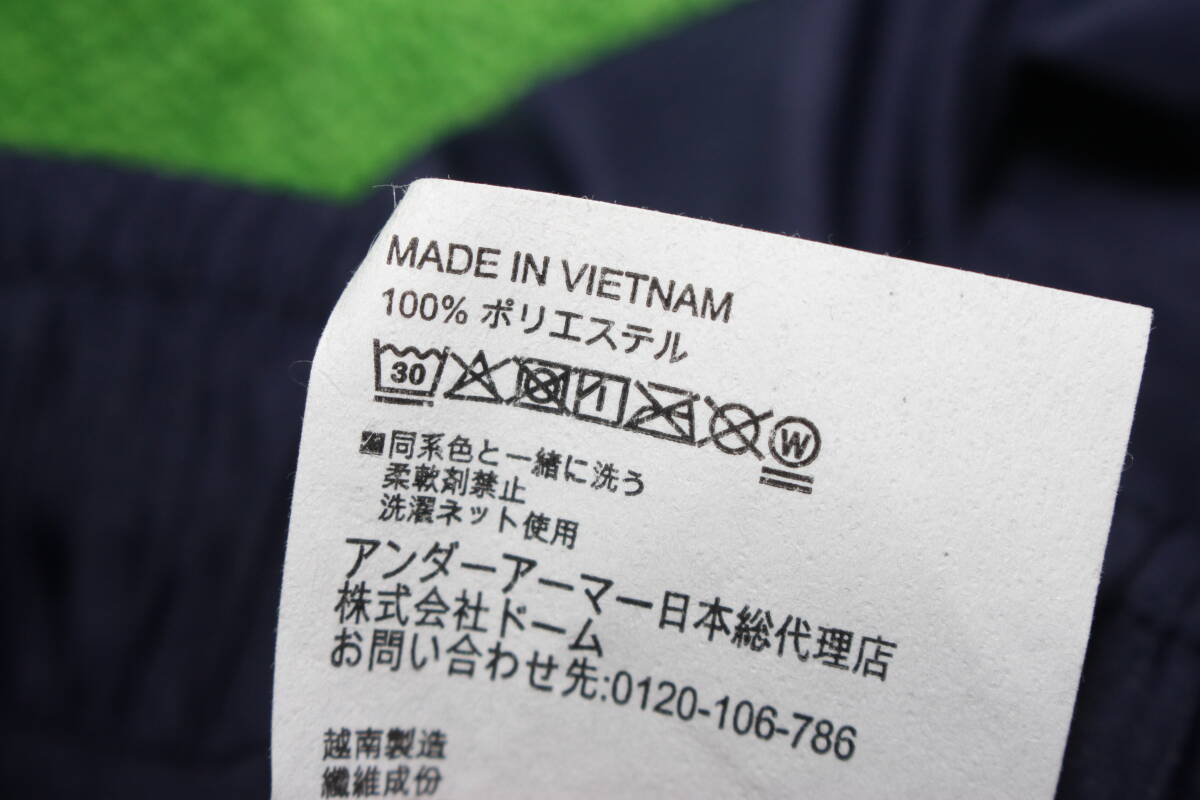 MADE IN VIETNAM
100% ポリエステル
30 W
同系色と一緒に洗う
柔軟剤禁止
洗濯ネット使用
アンダーアーマー日本総代理店
株式会社ドーム
お問い合わせ先:0120-106-786
越南製造
纖維成份